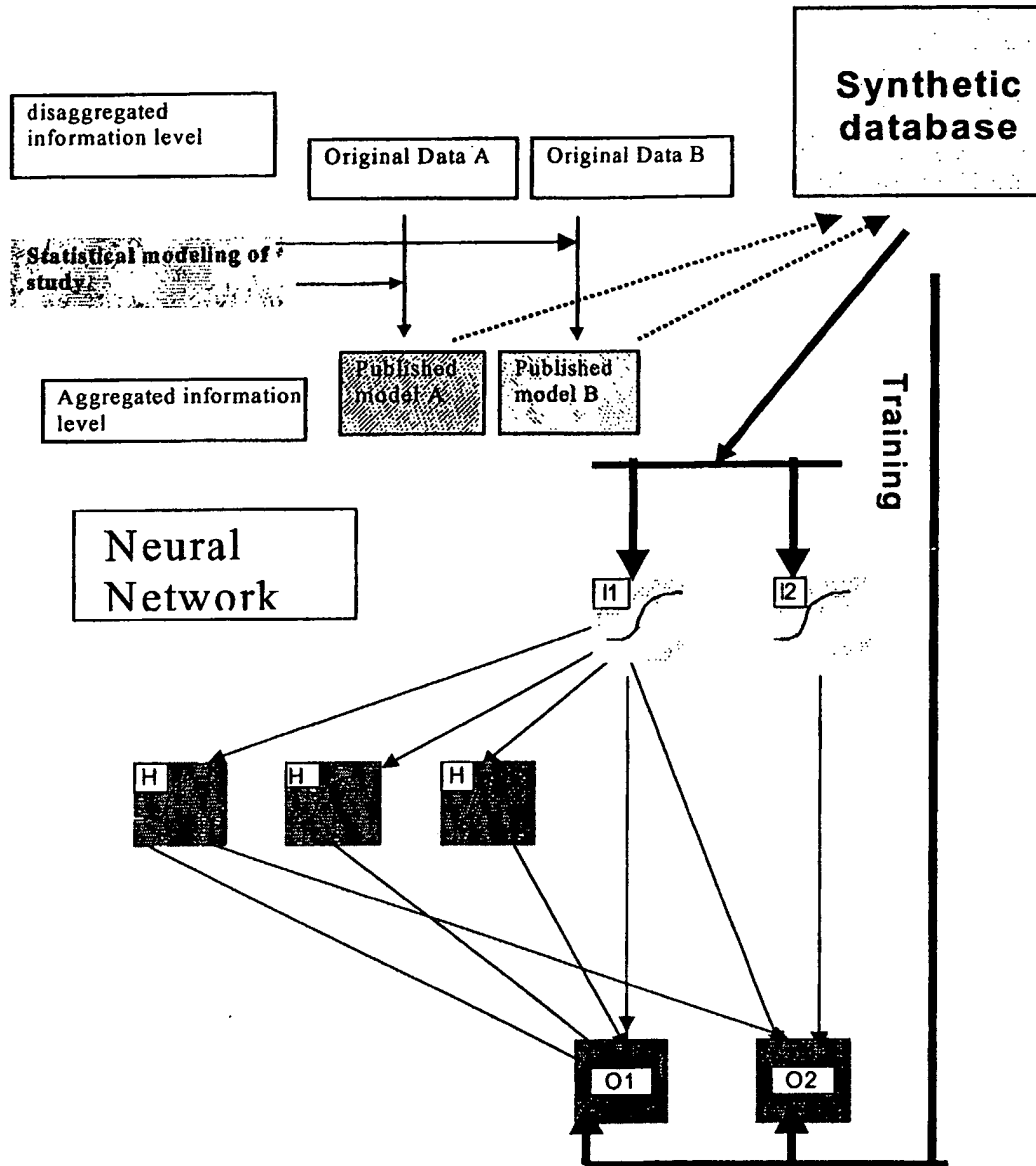 Synthetic
database
disaggregated
information level
Original Data A
Original Data B
Statistical modeling of
study
Published
model A
Published
model B
Aggregated information
level
Training
Neural
Network
I1
I2
H
H
H
O1
O2